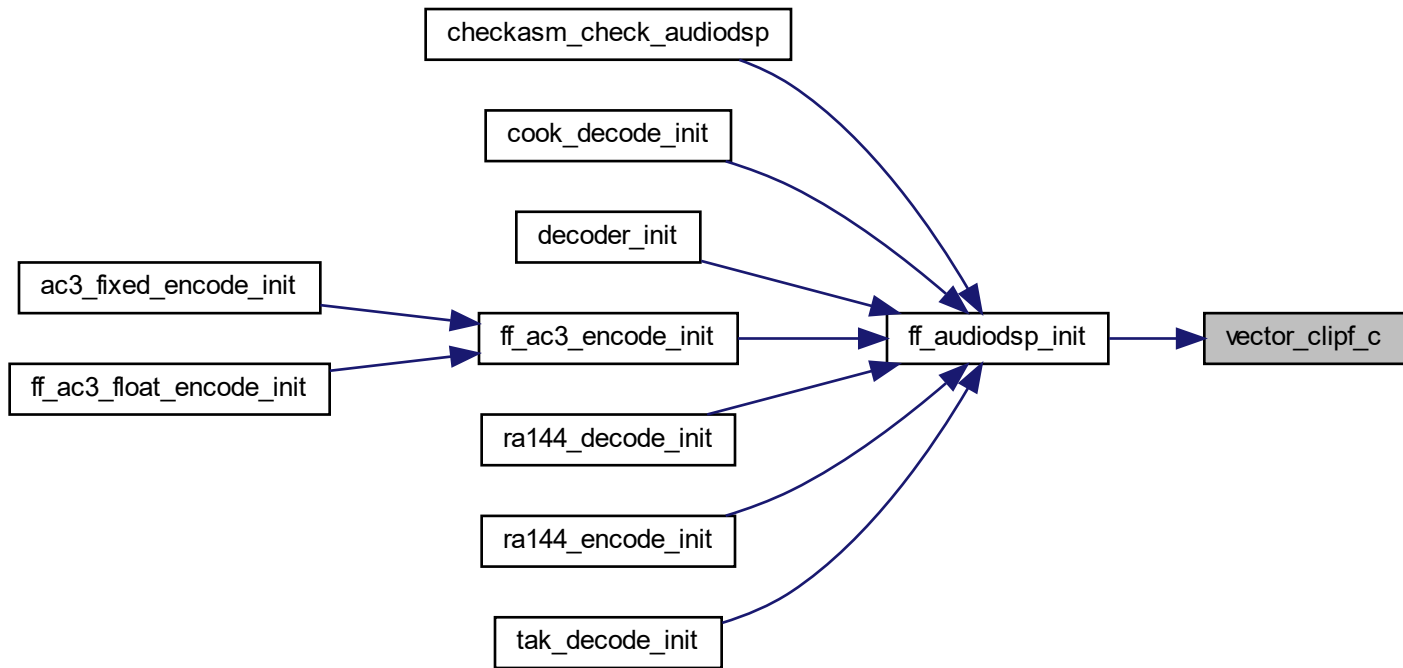 checkasm_check_audiodsp
cook_decode_init
decoder_init
ac3_fixed_encode_init
ff_ac3_encode_init
ff_audiodsp_init
vector_clipf_c
ff_ac3_float_encode_init
ra144_decode_init
ra144_encode_init
tak_decode_init